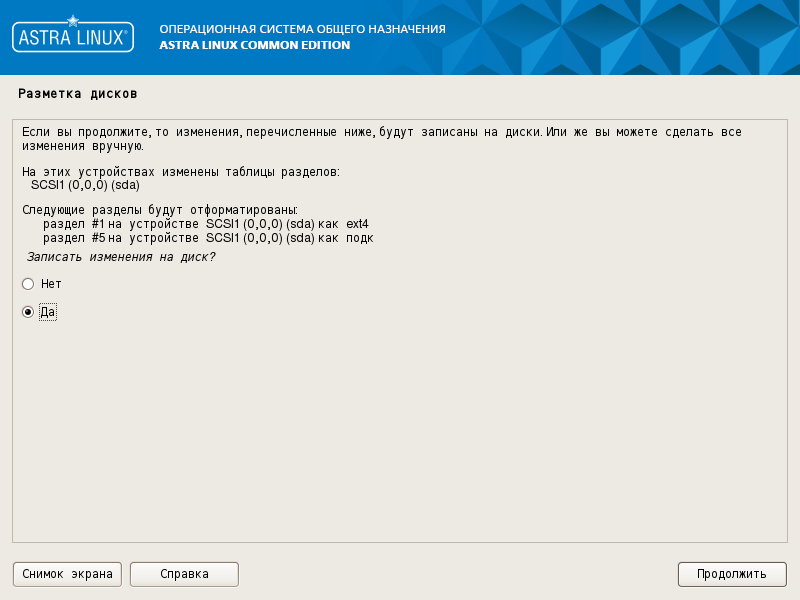 ASTRA LINUX®
ОПЕРАЦИОННАЯ СИСТЕМА ОБЩЕГО НАЗНАЧЕНИЯ
ASTRA LINUX COMMON EDITION
Разметка дисков
Если вы продолжите, то изменения, перечисленные ниже, будут записаны на диски. Или же вы можете сделать все
изменения вручную.
На этих устройствах изменены таблицы разделов:
SCSI1 (0,0,0) (sda)
Следующие разделы будут отформатированы:
раздел #1 на устройстве SCSI1 (0,0,0) (sda) как ext4
раздел #5 на устройстве SCSI1 (0,0,0) (sda) как подк
Записать изменения на диск?
Нет
Да
Снимок экрана Справка Продолжить